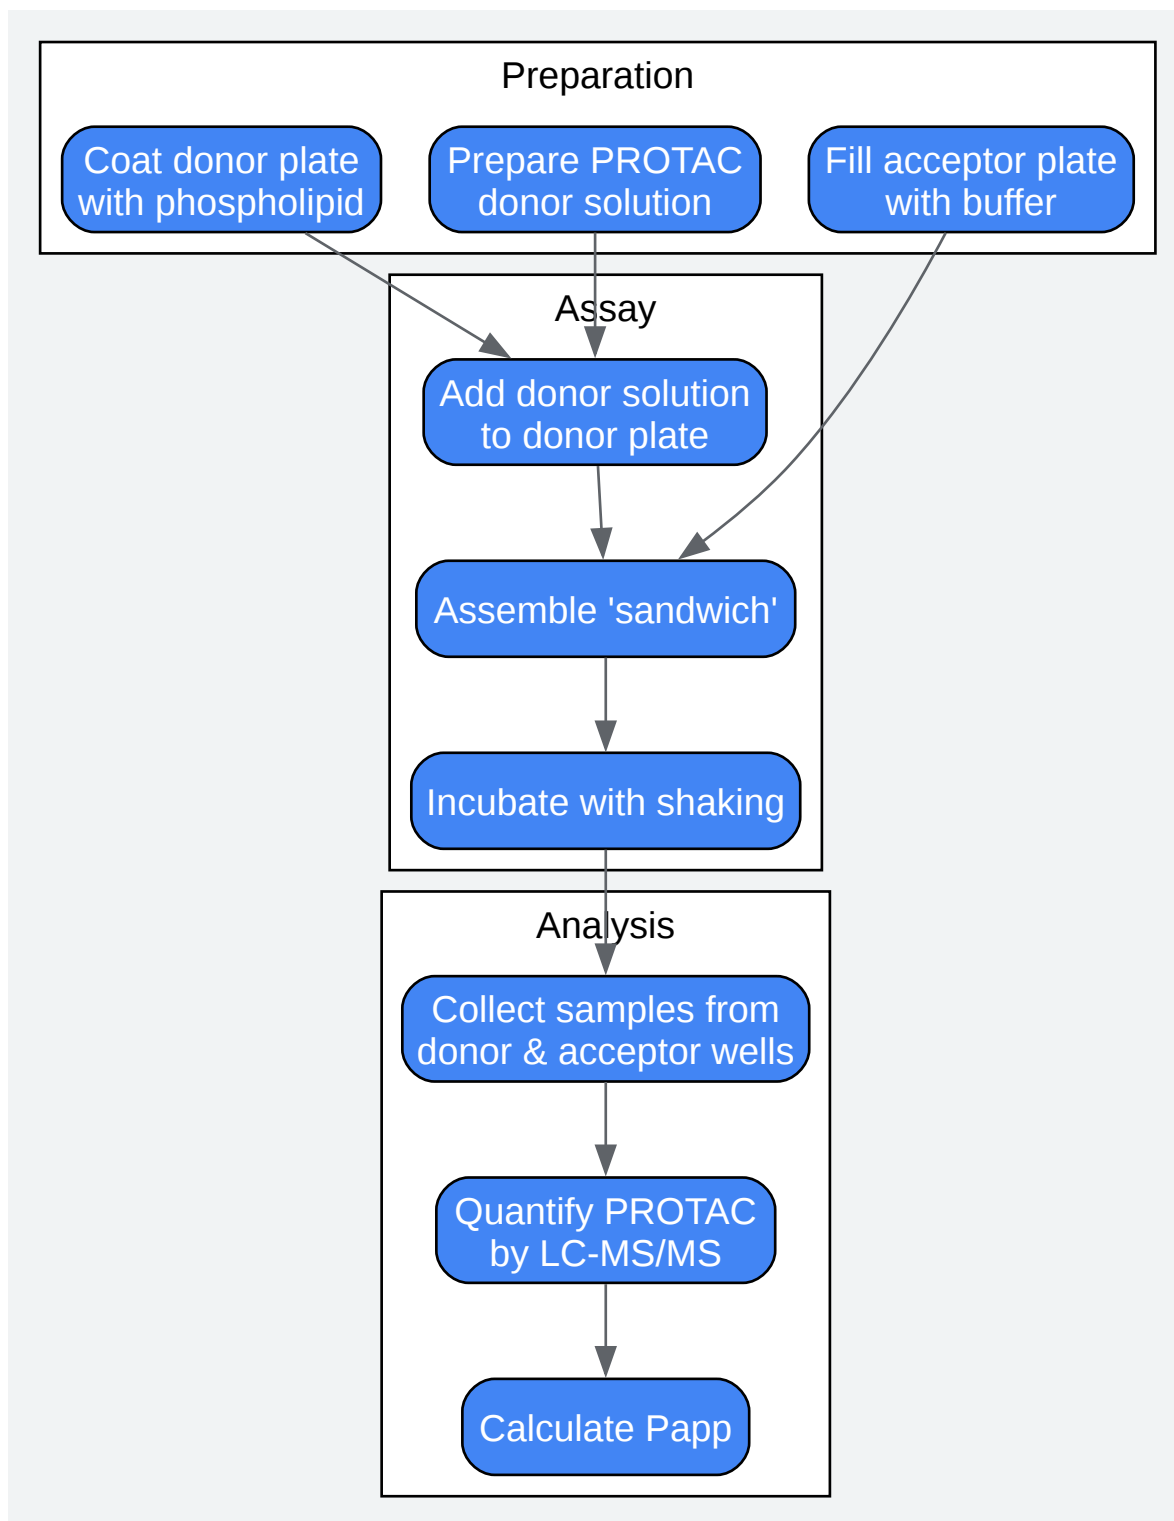 Preparation
Coat donor plate
with phospholipid
Prepare PROTAC
donor solution
Fill acceptor plate
with buffer
Assay
Add donor solution
to donor plate
Assemble 'sandwich'
Incubate with shaking
Analysis
Collect samples from
donor & acceptor wells
Quantify PROTAC
by LC-MS/MS
Calculate Papp